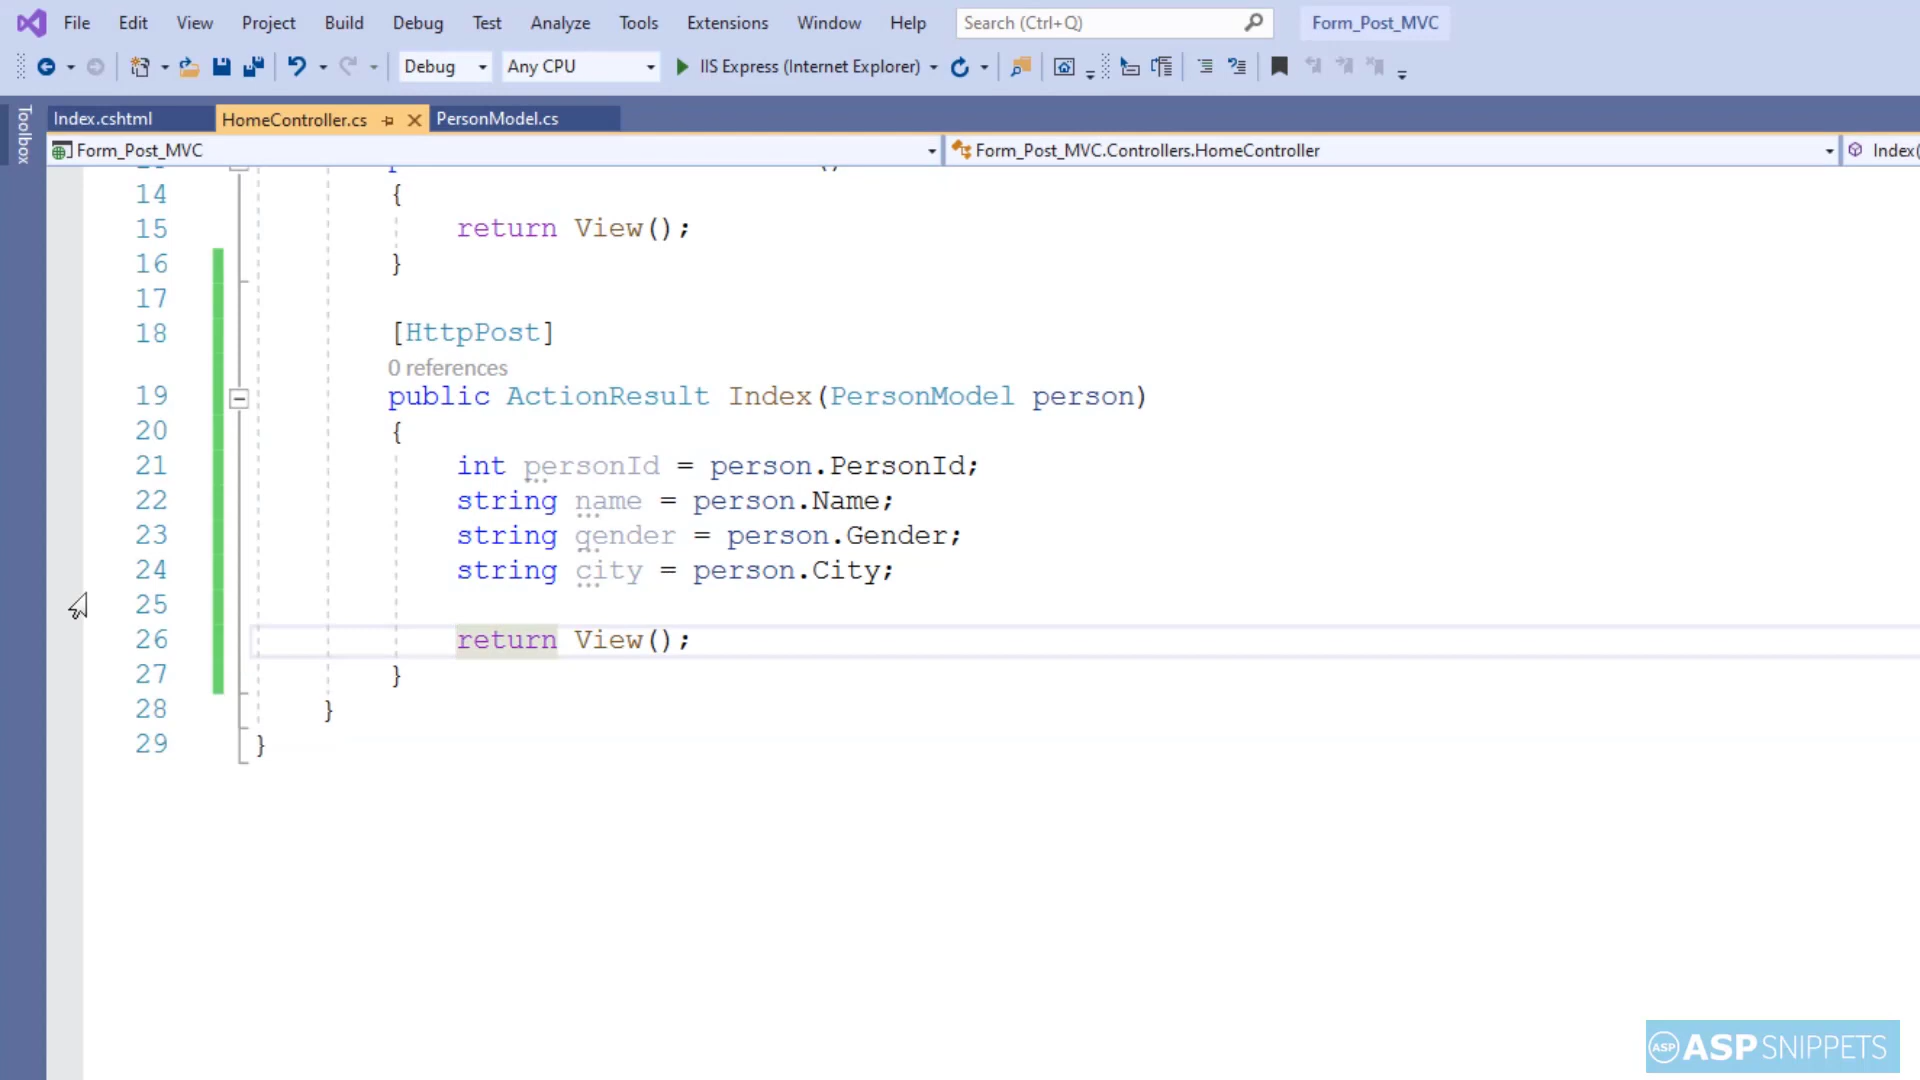 File Edit View Project Build Debug Test Analyze Tools Extensions Window Help Search (Ctrl+Q) Form_Post_MVC
Debug Any CPU IIS Express (Internet Explorer)
Toolbox
Index.cshtml HomeController.cs PersonModel.cs
Form_Post_MVC Form_Post_MVC.Controllers.HomeController Index(
14 {
15 return View();
16 }
17
18 [HttpPost]
0 references
19 public ActionResult Index(PersonModel person)
20 {
21 int personId = person.PersonId;
22 string name = person.Name;
23 string gender = person.Gender;
24 string city = person.City;
25
26 return View();
27 }
28 }
29 }
ASP ASPSNIPPETS